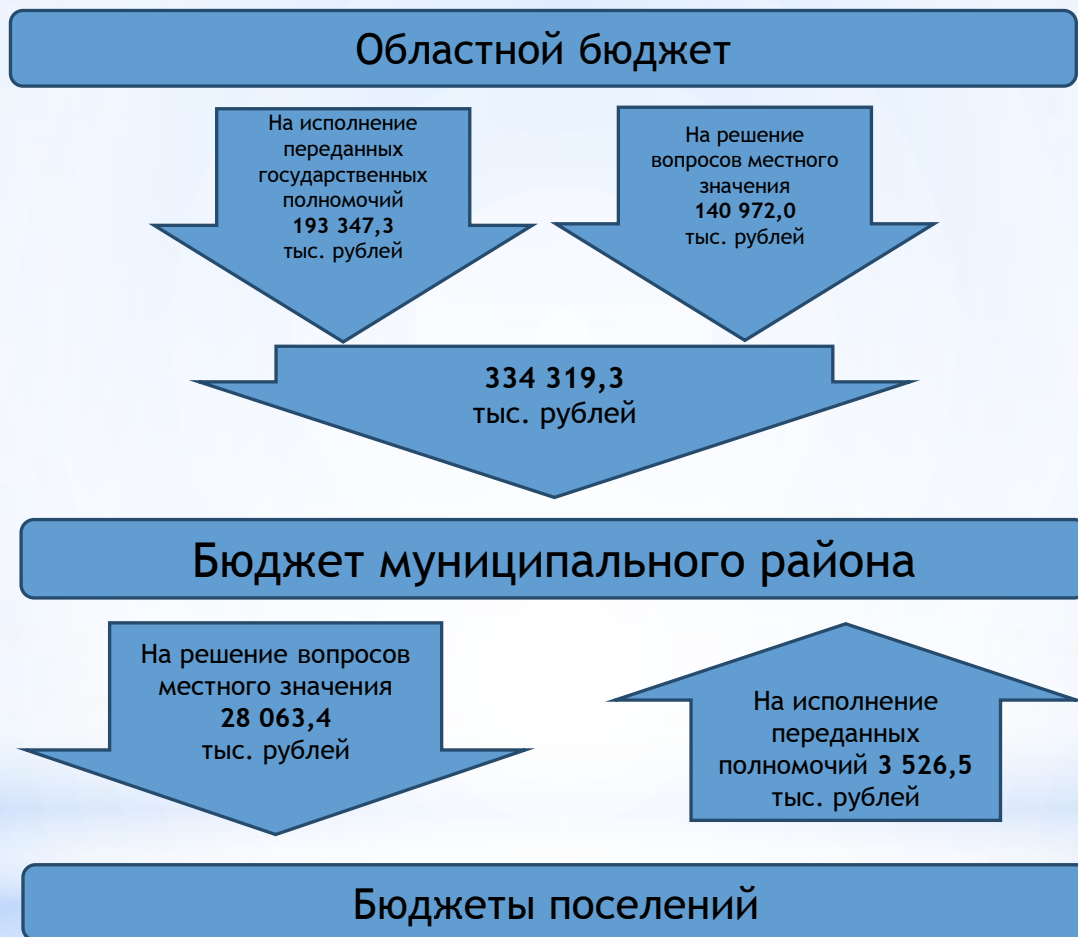 Областной бюджет
На исполнение
переданных
государственных
полномочий
193 347,3
тыс. рублей
На решение
вопросов местного
значения
140 972,0
тыс. рублей
334 319,3
тыс. рублей
Бюджет муниципального района
На решение вопросов
местного значения
28 063,4
тыс. рублей
На исполнение
переданных
полномочий 3 526,5
тыс. рублей
Бюджеты поселений